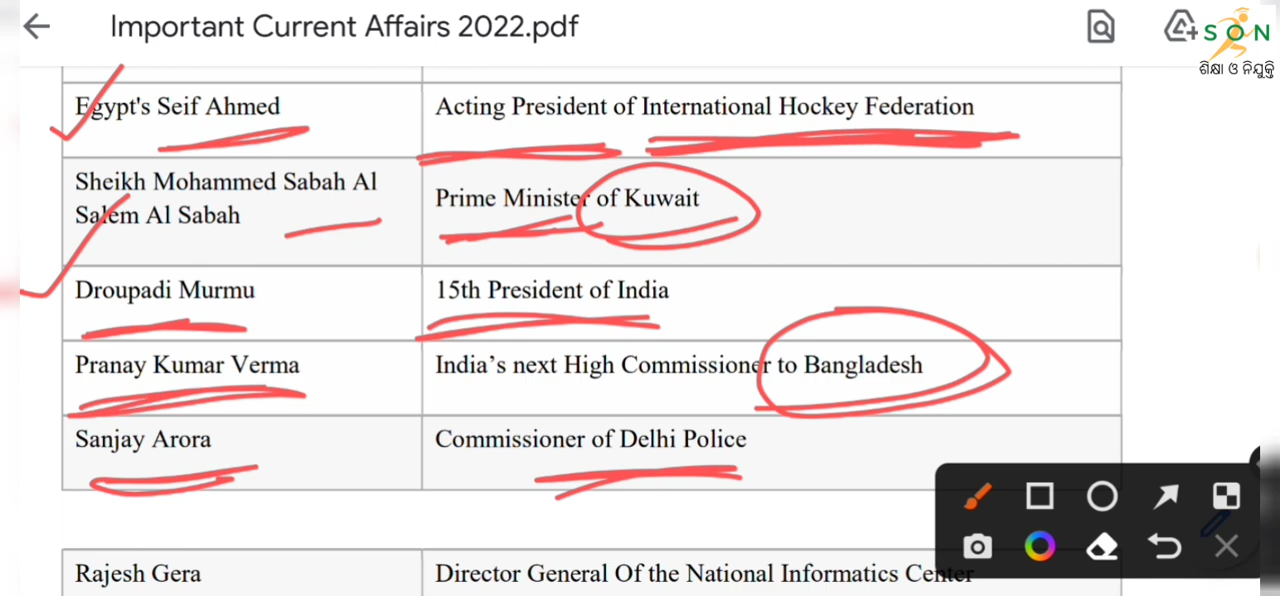 Important Current Affairs 2022.pdf
SON
ଶିକ୍ଷା ଓ ନିଯୁକ୍ତି
Egypt's Seif Ahmed
Acting President of International Hockey Federation
Sheikh Mohammed Sabah Al
Salem Al Sabah
Prime Minister of Kuwait
Droupadi Murmu
15th President of India
Pranay Kumar Verma
India’s next High Commissioner to Bangladesh
Sanjay Arora
Commissioner of Delhi Police
Rajesh Gera
Director General Of the National Informatics Center